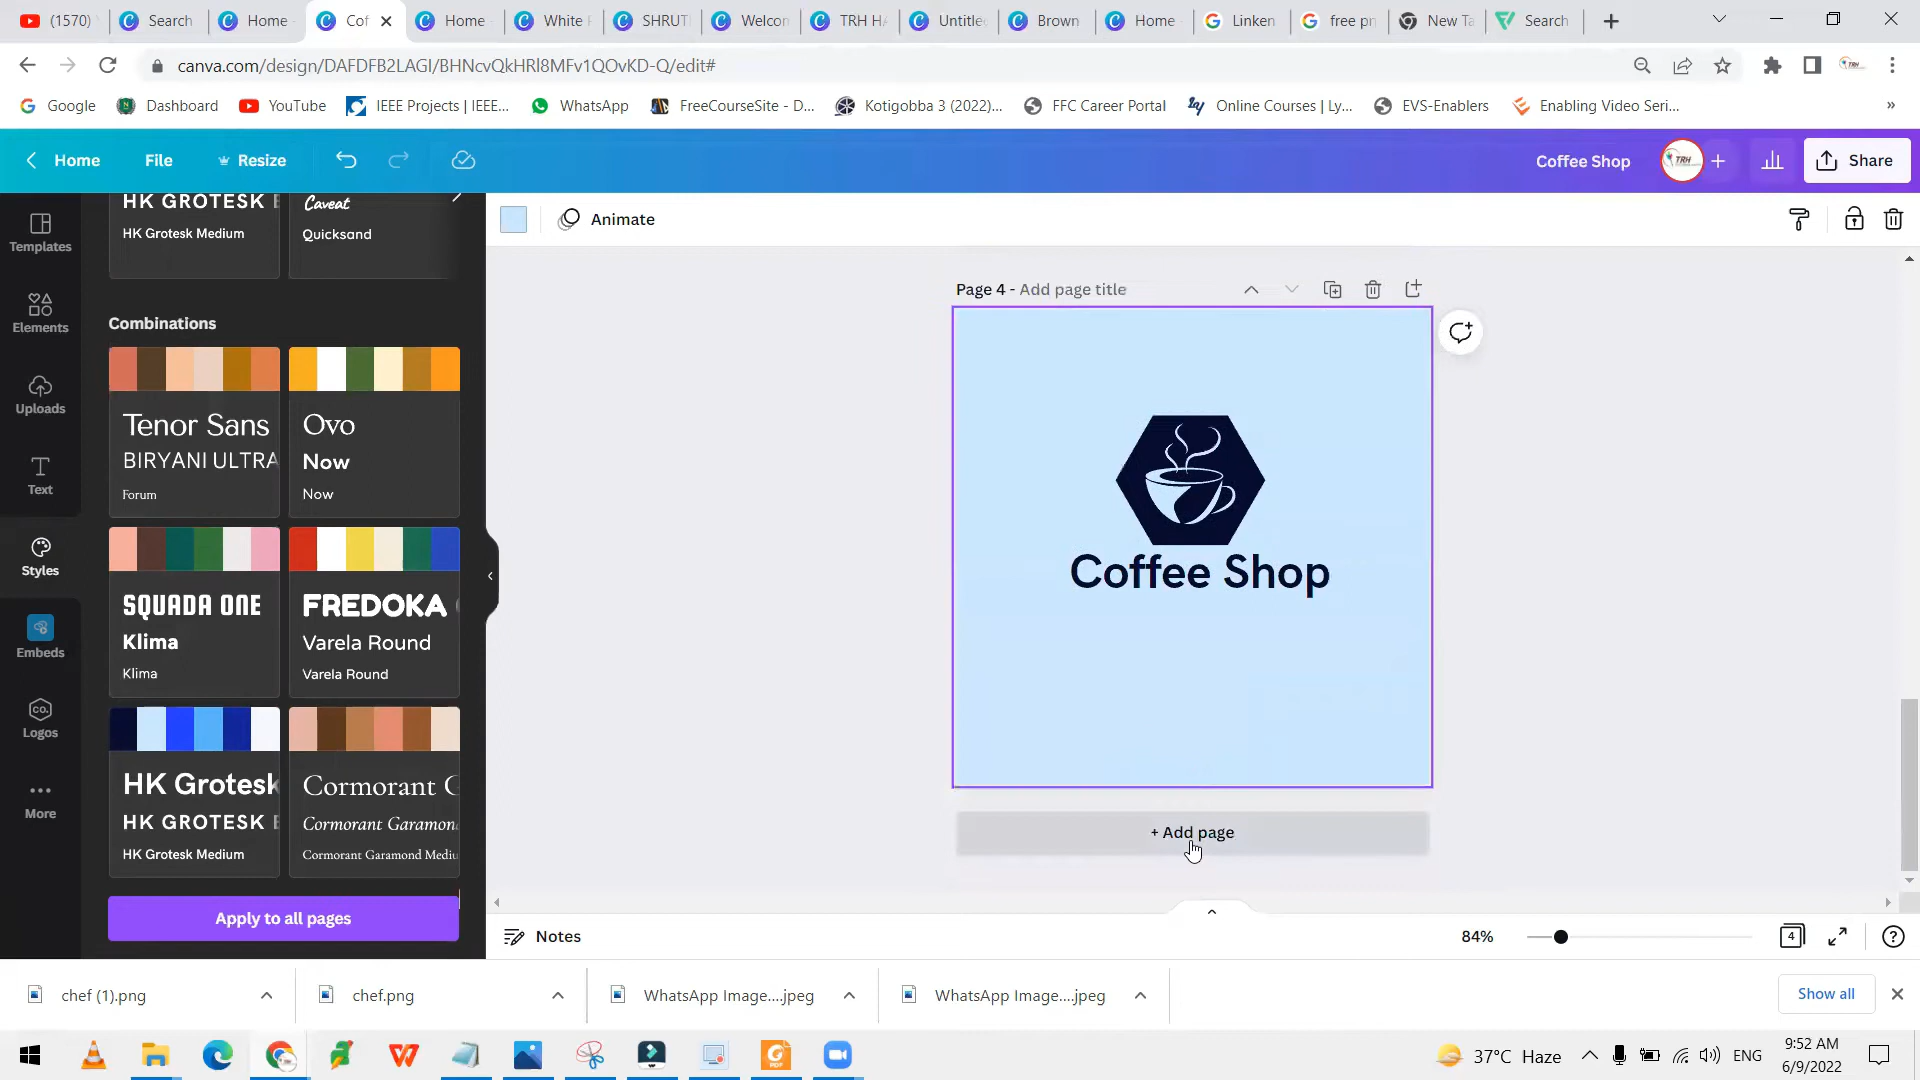 (1570)
Search
Home
Cof
Home
White
SHRUT
Welcon
TRH HA
Untitle
Brown
Home
Linken
free pn
New Ta
Search
canva.com/design/DAFDFB2LAGI/BHNcvQkHRl8MFv1QOvKD-Q/edit#
Google
Dashboard
YouTube
IEEE Projects | IEEE...
WhatsApp
FreeCourseSite - D...
Kotigobba 3 (2022)...
FFC Career Portal
Online Courses | Ly...
EVS-Enablers
Enabling Video Seri...
»
Home
File
Resize
Coffee Shop
TRH
Share
Animate
Templates
Elements
Uploads
Text
Styles
Embeds
CO.
Logos
More
HK GROTESK
HK Grotesk Medium
Caveat
Quicksand
Combinations
Tenor Sans
BIRYANI ULTRA
Forum
Ovo
Now
Now
SQUADA ONE
Klima
Klima
FREDOKA
Varela Round
Varela Round
HK Grotesk
HK GROTESK
HK Grotesk Medium
Cormorant G
Cormorant Garamon
Cormorant Garamond Mediu
Apply to all pages
Page 4 - Add page title
Coffee Shop
+ Add page
Notes
84%
4
chef (1).png
chef.png
WhatsApp Image....jpeg
WhatsApp Image....jpeg
Show all
37°C Haze
ENG
9:52 AM
6/9/2022